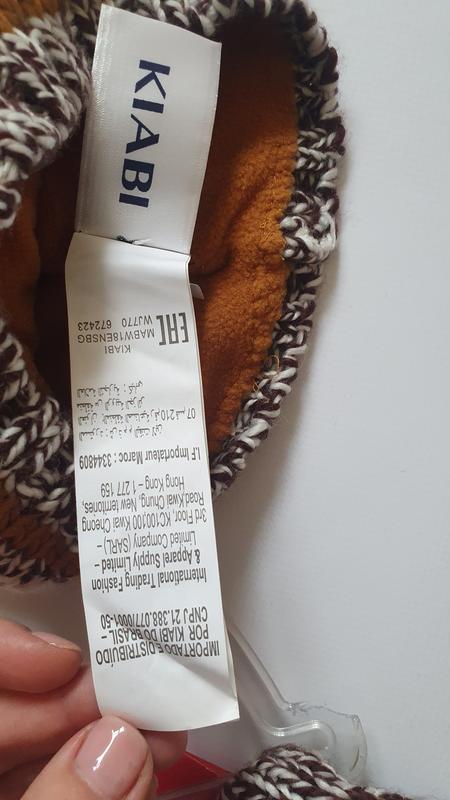 KIABI
IMPORTADO E DISTRIBUÍDO
POR KIABI DO BRASIL –
CNPJ 21.388.077/0001-50
International Trading Fashion
& Apparel Supply Limited –
Limited Company (SARL) –
3rd Floor, KC100,100 Kwai Cheong
Road,Kwai Chung, New territories,
Hong Kong – 1 277 159
LF Importateur Maroc : 3344809
KIABI
MABW18ENSBG
WJ770 672423
EAC